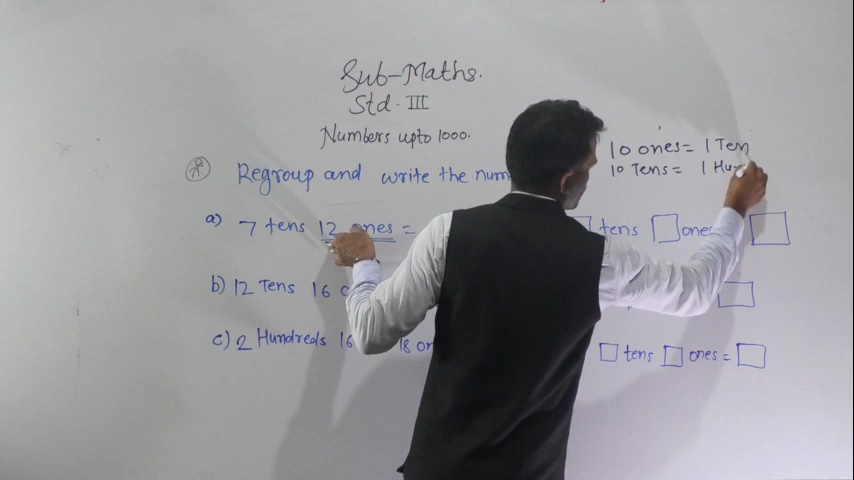 Sub-Maths.
Std. III
Numbers upto 1000.
10 ones = 1 Ten
10 Tens = 1 Hu
Regroup and write the num
a) 7 tens 12 ones = tens ones
b) 12 Tens 16
c) 2 Hundreds 16 18 on tens ones =